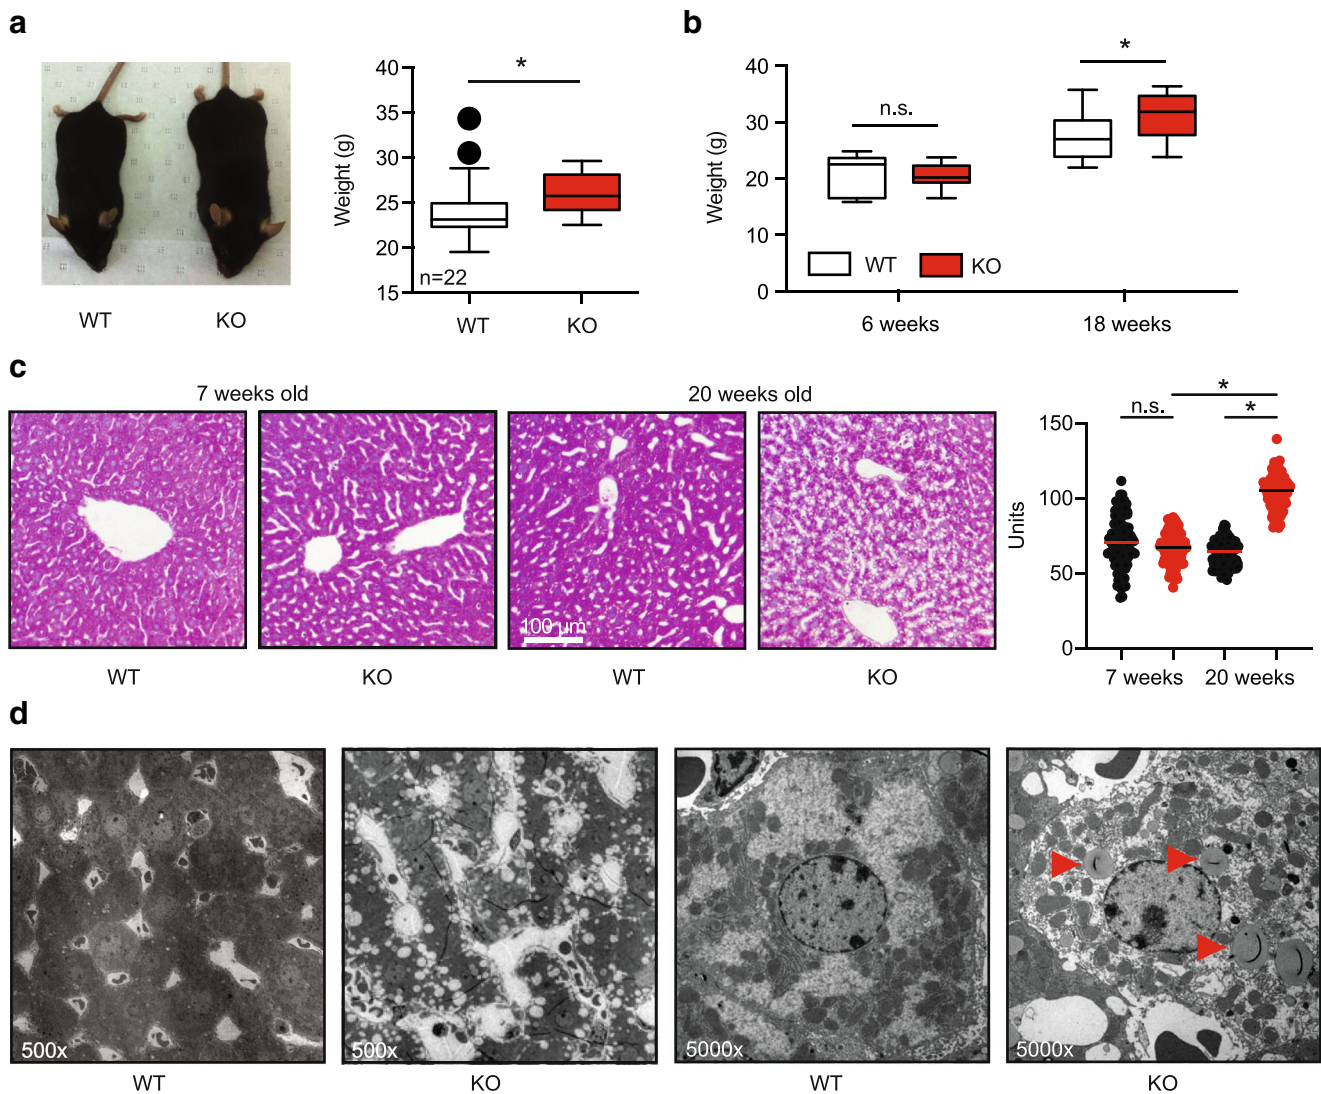 a
b
40
35
30
25
20
15
Weight (g)
*
n=22
WT
KO
WT
KO
40
30
20
10
0
Weight (g)
n.s.
*
WT
KO
6 weeks
18 weeks
c
7 weeks old
20 weeks old
100 µm
WT
KO
WT
KO
150
100
50
0
Units
*
n.s.
*
7 weeks
20 weeks
d
500x
500x
5000x
5000x
WT
KO
WT
KO